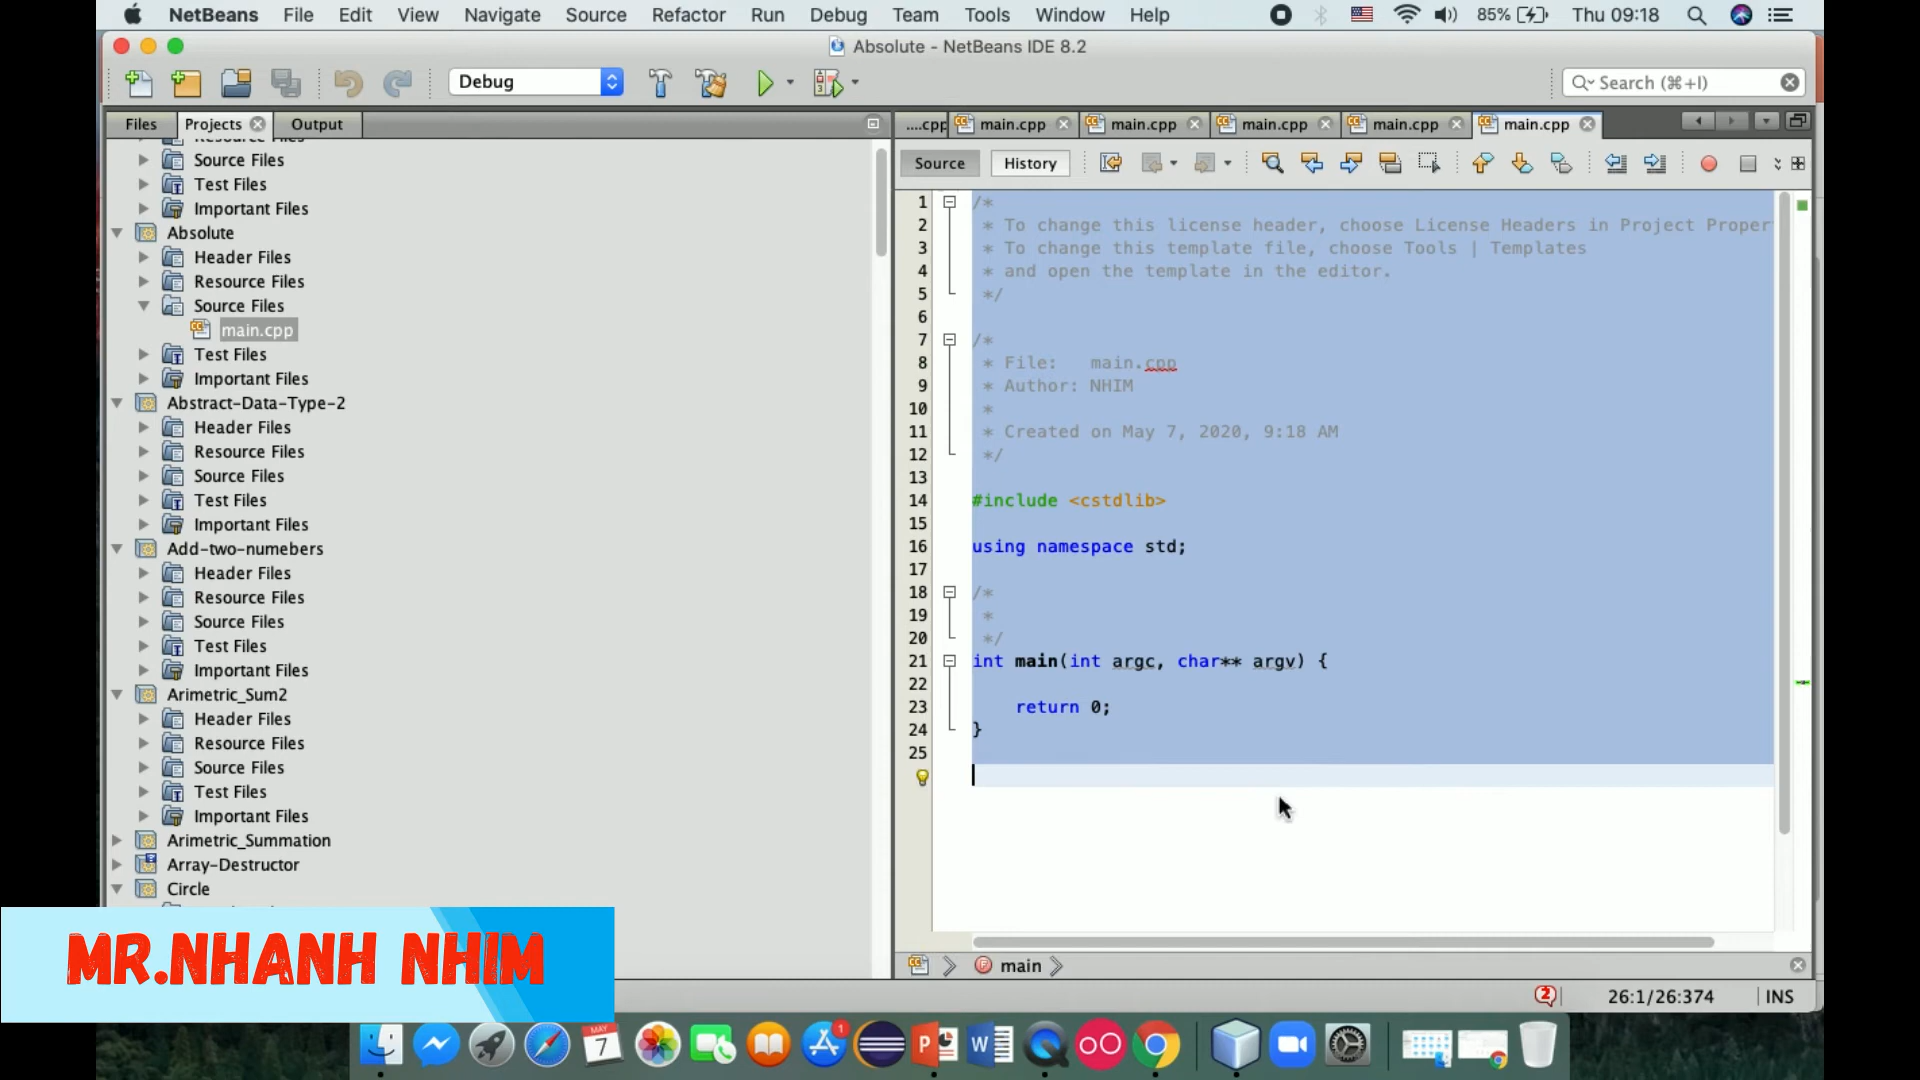 NetBeans File Edit View Navigate Source Refactor Run Debug Team Tools Window Help 85% Thu 09:18
Absolute - NetBeans IDE 8.2
Debug
Search (⌘+I)
Files Projects Output
Source Files
Test Files
Important Files
Absolute
Header Files
Resource Files
Source Files
main.cpp
Test Files
Important Files
Abstract-Data-Type-2
Header Files
Resource Files
Source Files
Test Files
Important Files
Add-two-numebers
Header Files
Resource Files
Source Files
Test Files
Important Files
Arimetric_Sum2
Header Files
Resource Files
Source Files
Test Files
Important Files
Arimetric_Summation
Array-Destructor
Circle
....cpp main.cpp main.cpp main.cpp main.cpp main.cpp
Source History
1 /*
2 * To change this license header, choose License Headers in Project Proper
3 * To change this template file, choose Tools | Templates
4 * and open the template in the editor.
5 */
6
7 /*
8 * File:   main.cpp
9 * Author: NHIM
10 *
11 * Created on May 7, 2020, 9:18 AM
12 */
13
14 #include <cstdlib>
15
16 using namespace std;
17
18 /*
19 *
20 */
21 int main(int argc, char** argv) {
22
23 return 0;
24 }
25
main
2 26:1/26:374 INS
MR.NHANH NHIM
MAY
7
1
P
W